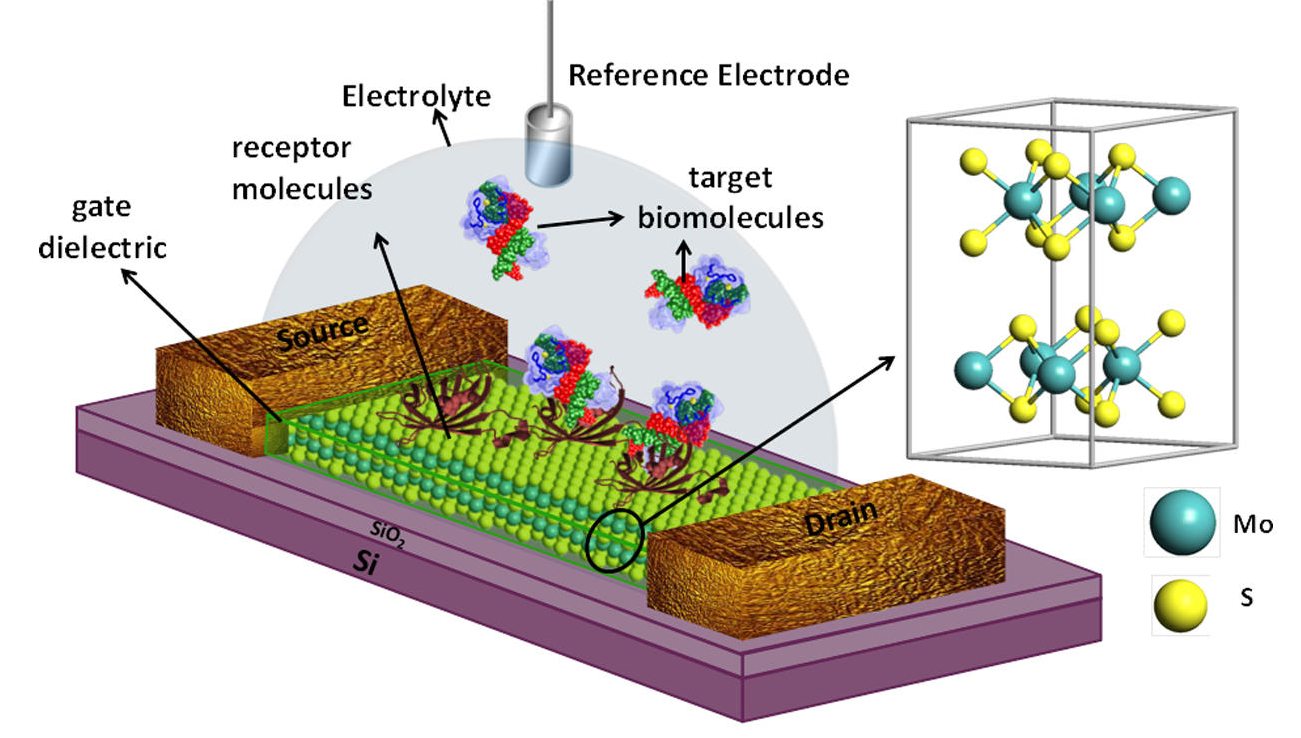 Reference Electrode
Electrolyte
receptor
molecules
target
biomolecules
gate
dielectric
Source
Drain
SiO₂
Si
Mo
S